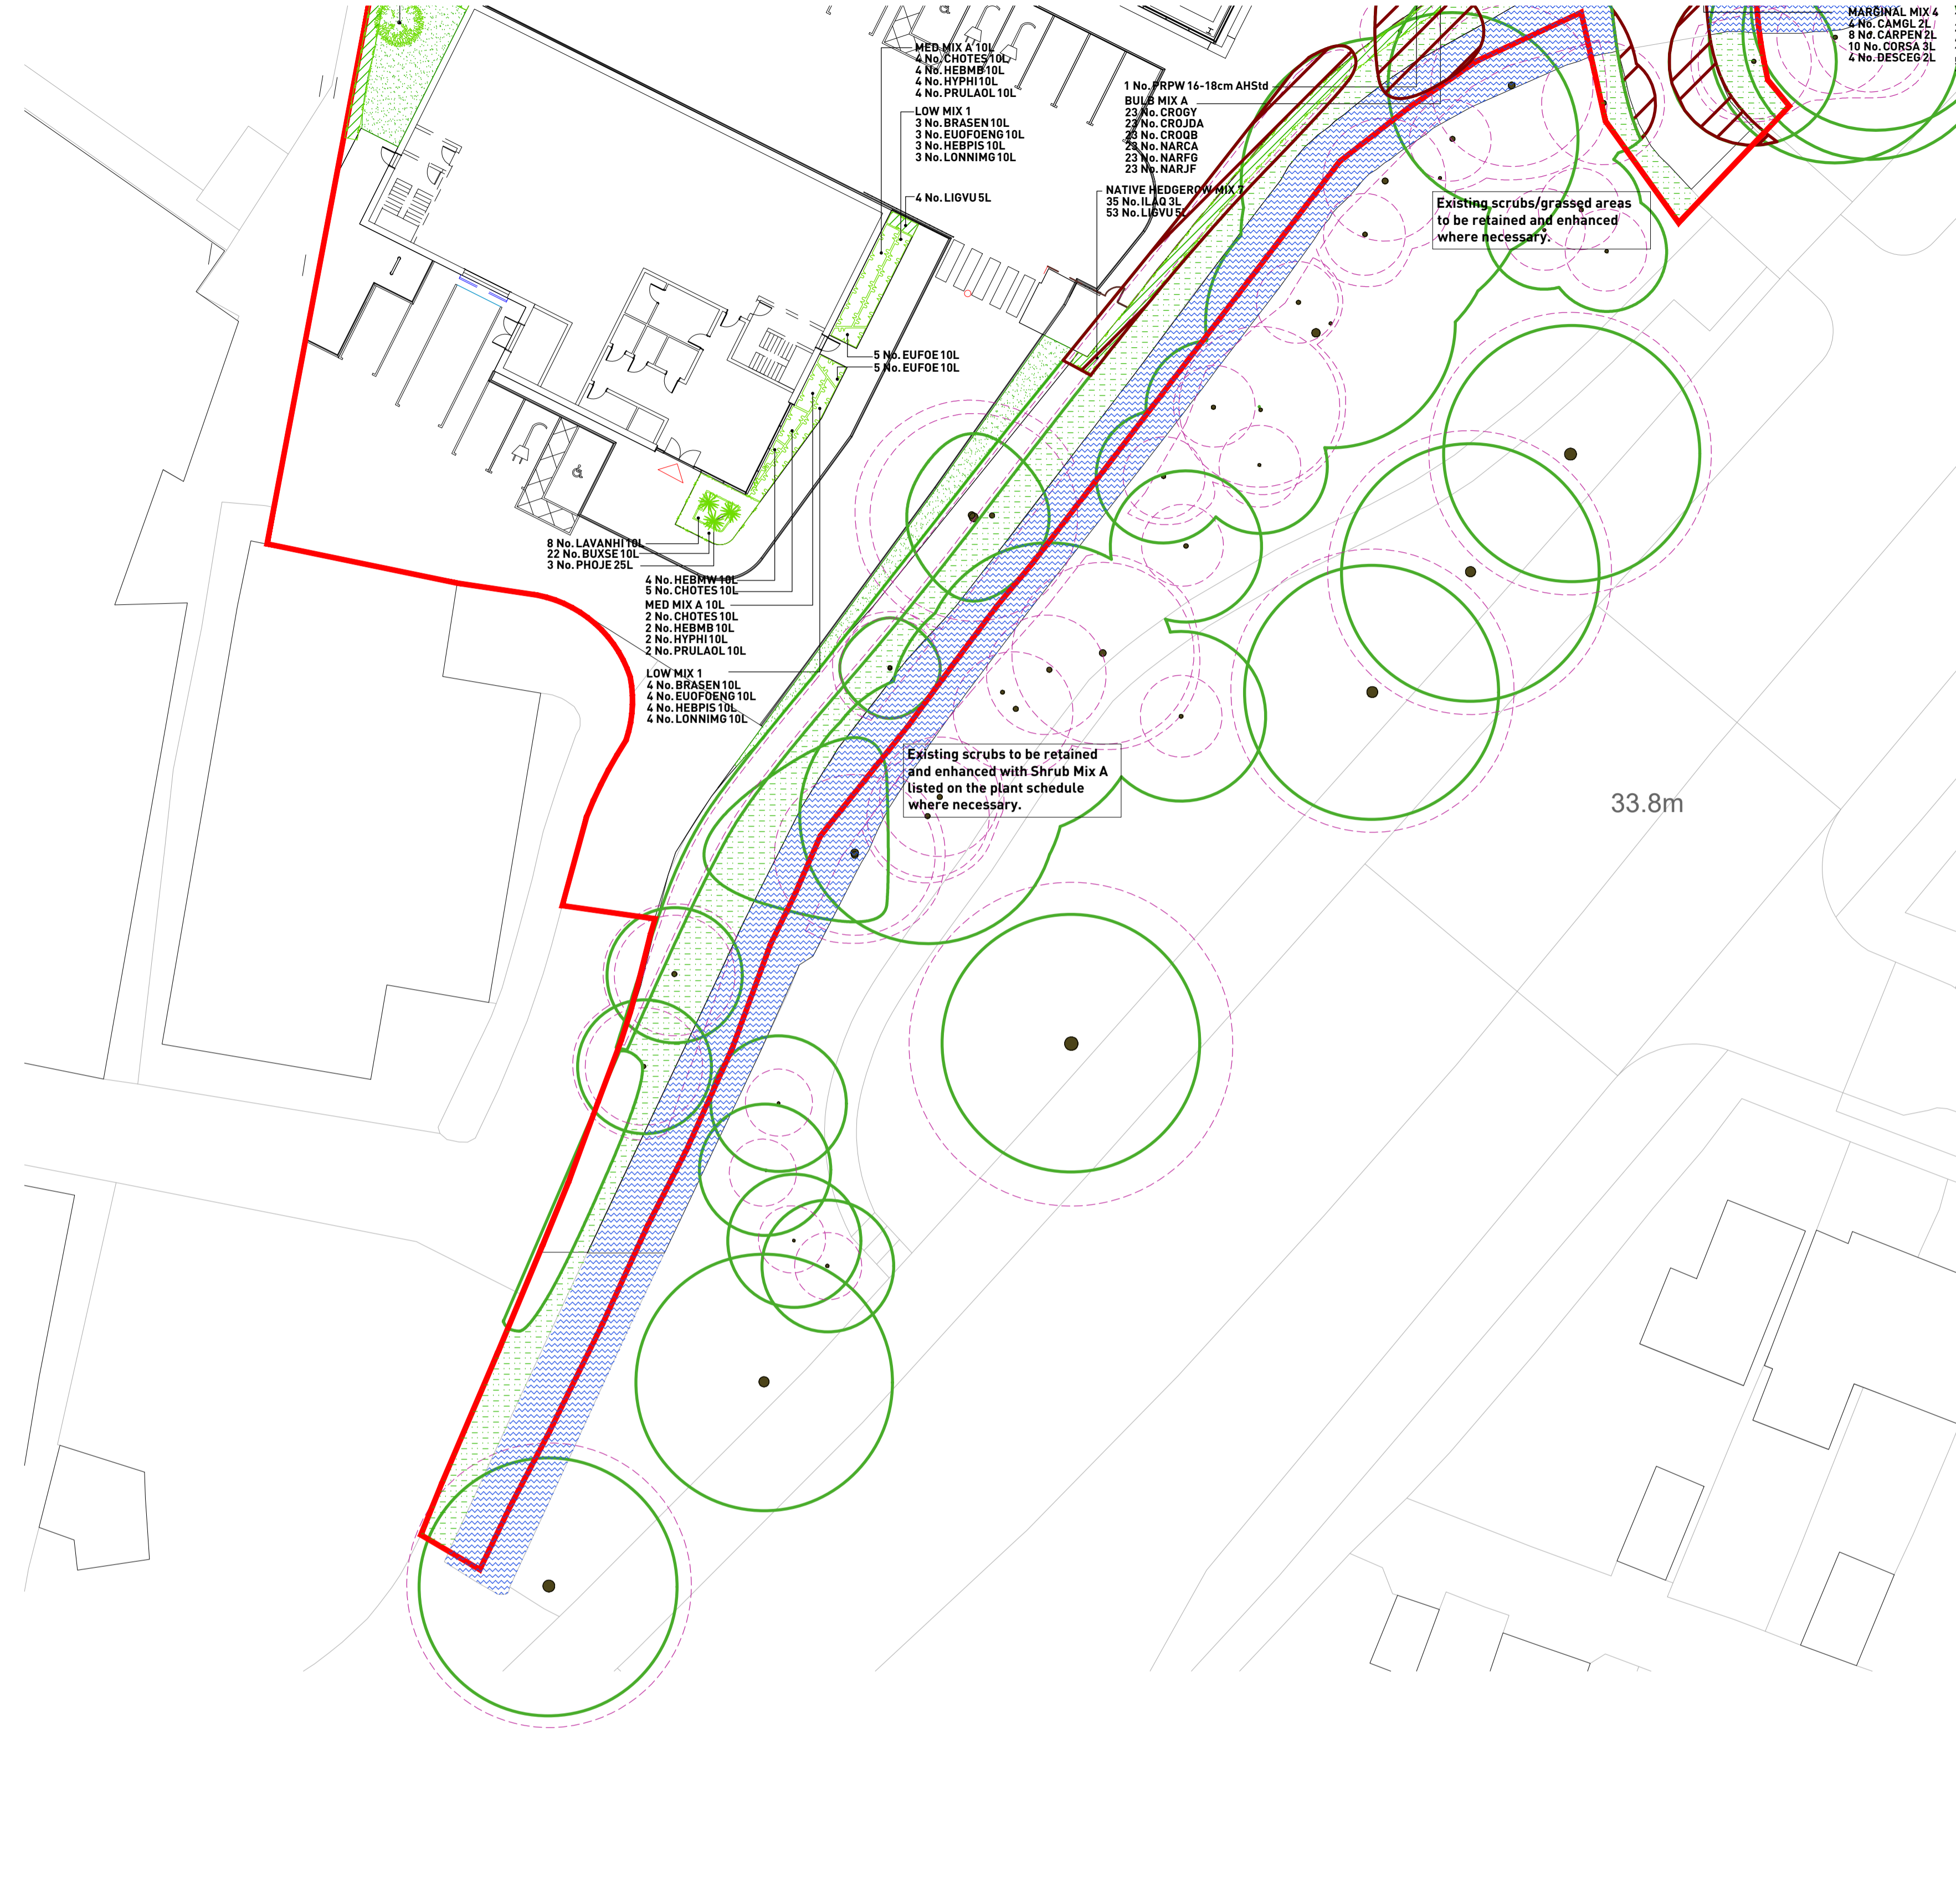 MED MIX A 10L
4 No. CHOTES 10L
4 No. HEBMB 10L
4 No. HYPHI 10L
4 No. PRULAOL 10L
LOW MIX 1
3 No. BRASEN 10L
3 No. EUOFOENG 10L
3 No. HEBPIS 10L
3 No. LONNIMG 10L
4 No. LIGVU 5L
5 No. EUFOE 10L
5 No. EUFOE 10L
1 No. PRPW 16-18cm AHStd
BULB MIX A
23 No. CROGY
23 No. CROJDA
23 No. CROQB
23 No. NARCA
23 No. NARFG
23 No. NARJF
NATIVE HEDGEROW MIX 7
35 No. ILAQ 3L
53 No. LIGVU 5L
MARGINAL MIX 4
4 No. CAMGL 2L
8 No. CARPEN 2L
10 No. CORSA 3L
4 No. DESCEG 2L
Existing scrubs/grassed areas
to be retained and enhanced
where necessary.
8 No. LAVANHI 10L
22 No. BUXSE 10L
3 No. PHOJE 25L
4 No. HEBMW 10L
5 No. CHOTES 10L
MED MIX A 10L
2 No. CHOTES 10L
2 No. HEBMB 10L
2 No. HYPHI 10L
2 No. PRULAOL 10L
LOW MIX 1
4 No. BRASEN 10L
4 No. EUOFOENG 10L
4 No. HEBPIS 10L
4 No. LONNIMG 10L
Existing scrubs to be retained
and enhanced with Shrub Mix A
listed on the plant schedule
where necessary.
33.8m